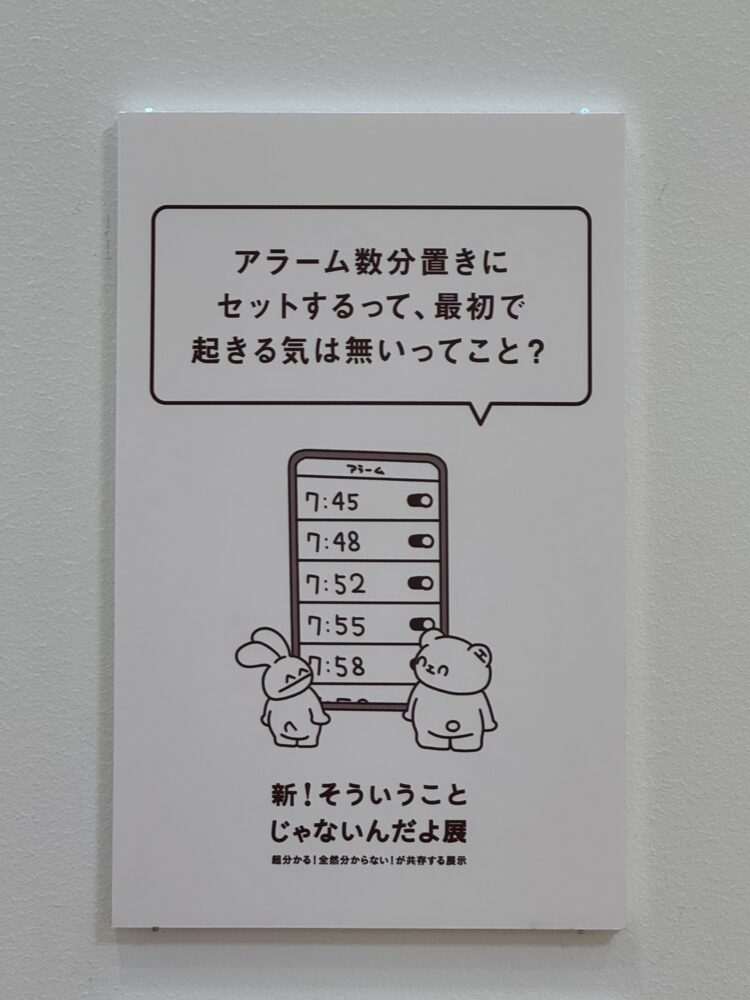 アラーム数分置きに
セットするって、最初で
起きる気は無いってこと？
アラーム
7:45
7:48
7:52
7:55
7:58
新！そういうこと
じゃないんだよ展
超分かる！全然分からない！が共存する展示